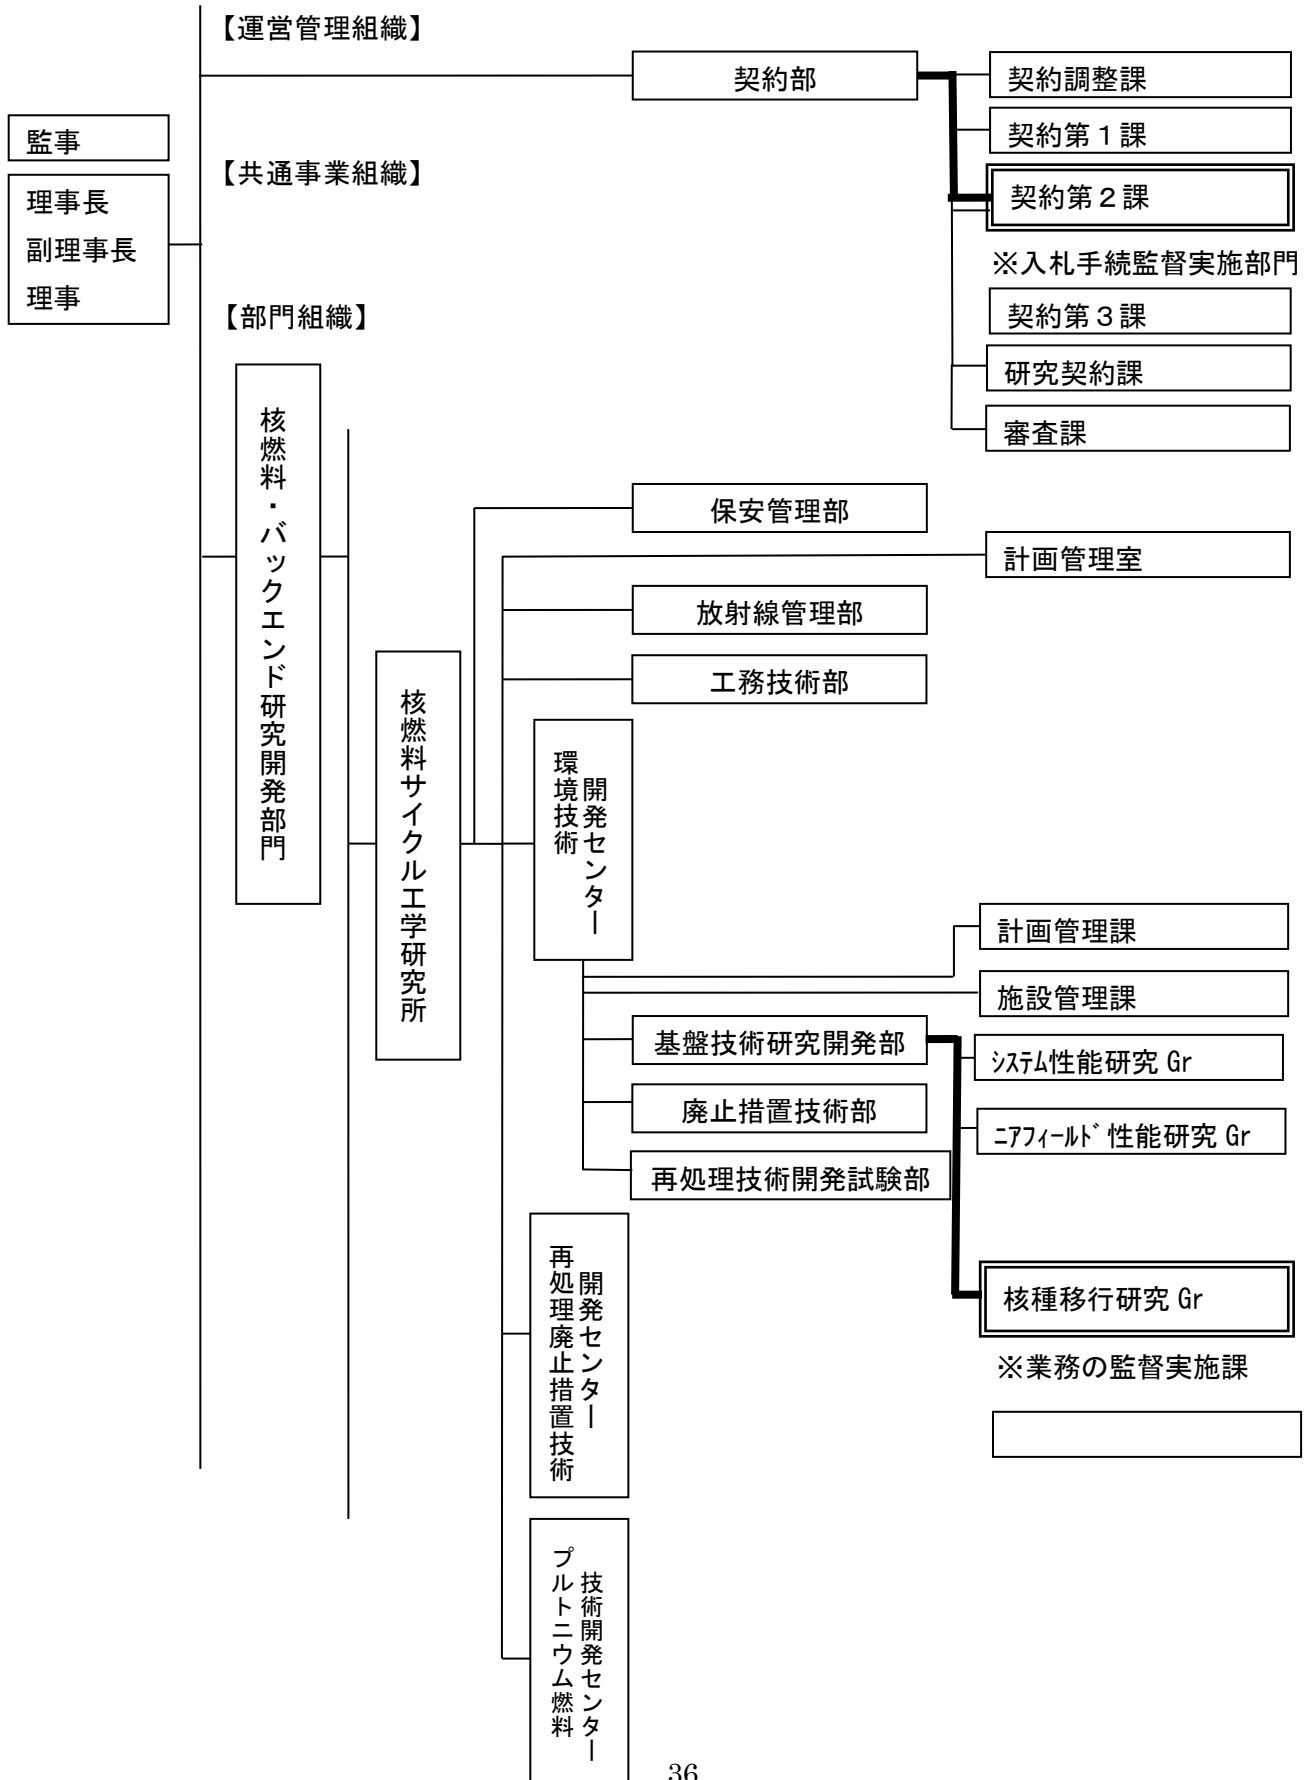 【運営管理組織】
契約部
契約調整課
契約第１課
契約第２課
※入札手続監督実施部門
契約第３課
研究契約課
審査課
監事
理事長
副理事長
理事
【共通事業組織】
【部門組織】
核燃料・バックエンド研究開発部門
核燃料サイクル工学研究所
保安管理部
計画管理室
放射線管理部
工務技術部
環境技術
開発センター
計画管理課
施設管理課
基盤技術研究開発部
ｼｽﾃﾑ性能研究 Gr
廃止措置技術部
ﾆｱﾌｨｰﾙﾄﾞ性能研究 Gr
再処理技術開発試験部
核種移行研究 Gr
※業務の監督実施課
再処理廃止措置技術
開発センター
プルトニウム燃料
技術開発センター
36